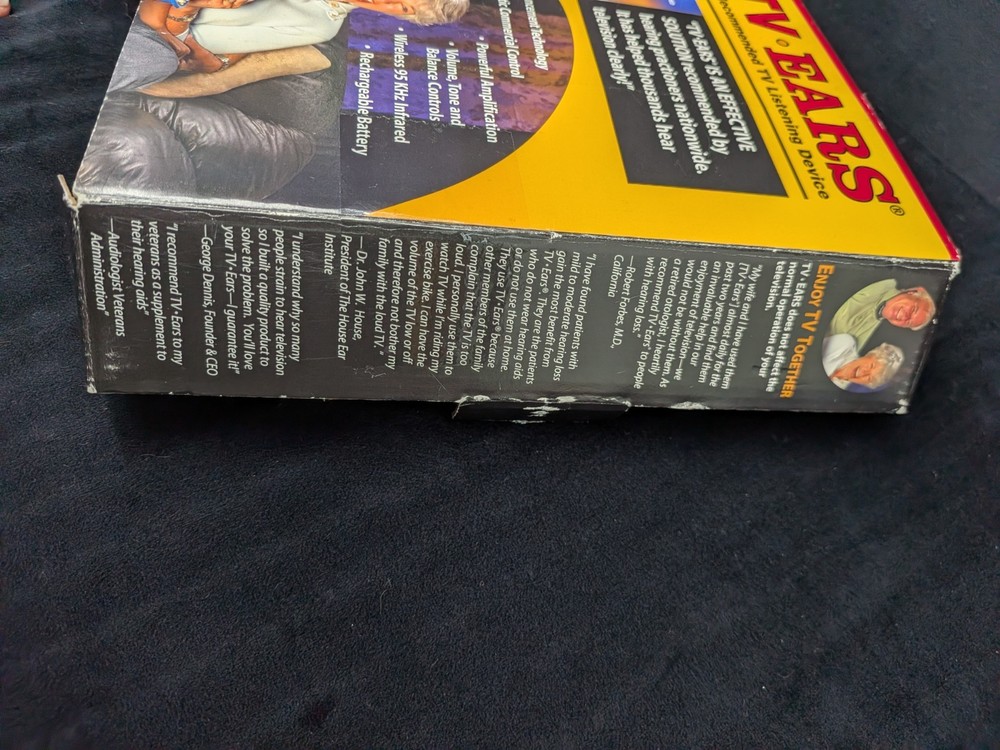 TV•EARS®
Recommended TV Listening Device
"TV•EARS" IS AN EFFECTIVE
SOLUTION recommended by
hearing practitioners nationwide.
It has helped thousands hear
television clearly!"
Technology
Commercial Control
• Powerful Amplification
• Volume, Tone and
Balance Controls
• Wireless 95 KHz Infrared
• Rechargeable Battery
ENJOY TV TOGETHER
TV•EARS does not affect the
normal operation of your
television.
"My wife and I have used them
(TV•Ears') almost daily for the
past two years and find them
an invaluable help in our
enjoyment of television—we
would not be without them. As
a retired otologist, I heartily
recommend TV•Ears to people
with hearing loss."
—Rober Forbes, M.D.,
California
"I have found patients with
mild to moderate hearing loss
gain the most benefit from
TV•Ears®. They are the patients
who do not wear hearing aids
or do not use them at home.
They use TV•Ears® because
other members of the family
complain that the TV is too
loud. I personally use them to
watch TV while I'm riding my
exercise bike. I can have the
volume of the TV low or off
and therefore not bother my
family with the loud TV."
—Dr. John W. House,
President of The House Ear
Institute
"I understand why so many
people strain to hear television
so I built a quality product to
solve the problem. You'll love
your TV•Ears—I guarantee it!"
—George Dennis, Founder & CEO
"I recommend TV•Ears to my
veterans as a supplement to
their hearing aids"
—Audiologist Veterans
Administration"